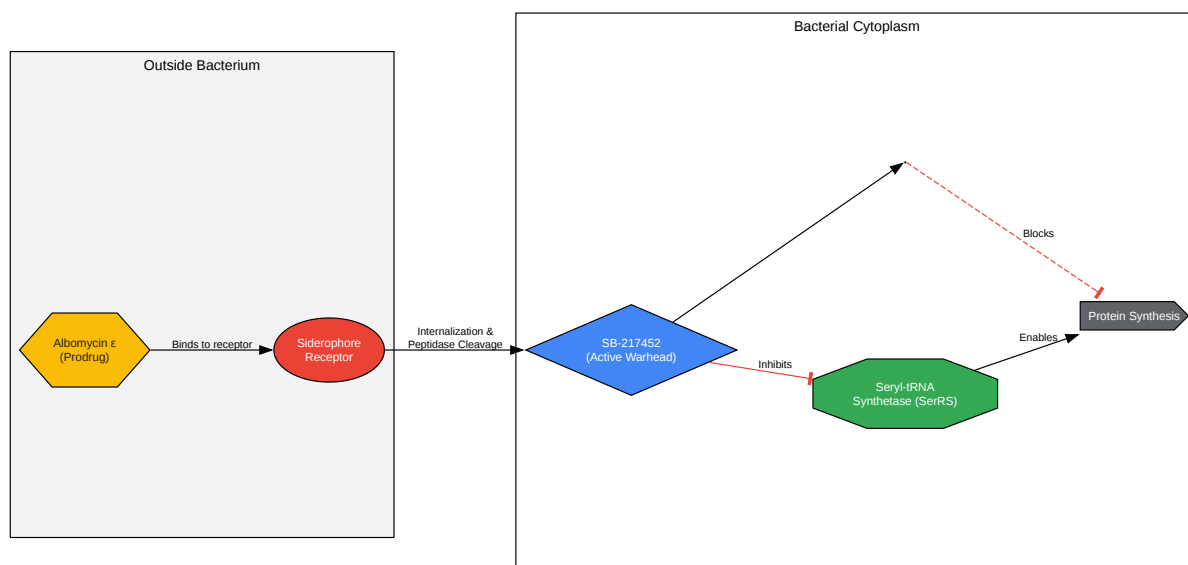 Outside Bacterium
Bacterial Cytoplasm
Albomycin ε
(Prodrug)
Binds to receptor
Siderophore
Receptor
Internalization &
Peptidase Cleavage
SB-217452
(Active Warhead)
Inhibits
Seryl-tRNA
Synthetase (SerRS)
Enables
Blocks
Protein Synthesis